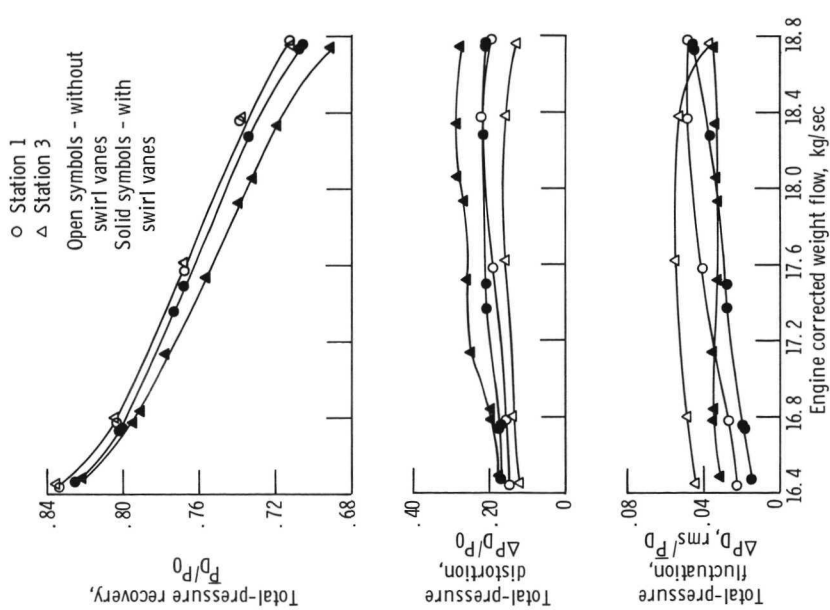 ○ Station 1
△ Station 3
Open symbols - without
swirl vanes
Solid symbols - with
swirl vanes
Total-pressure recovery,
P̅D/P0
.84
.80
.76
.72
.68
Total-pressure
distortion,
ΔPD/P0
.40
.20
0
Total-pressure
fluctuation,
ΔPD, rms/P̅D
.08
.04
0
16.4
16.8
17.2
17.6
18.0
18.4
18.8
Engine corrected weight flow, kg/sec